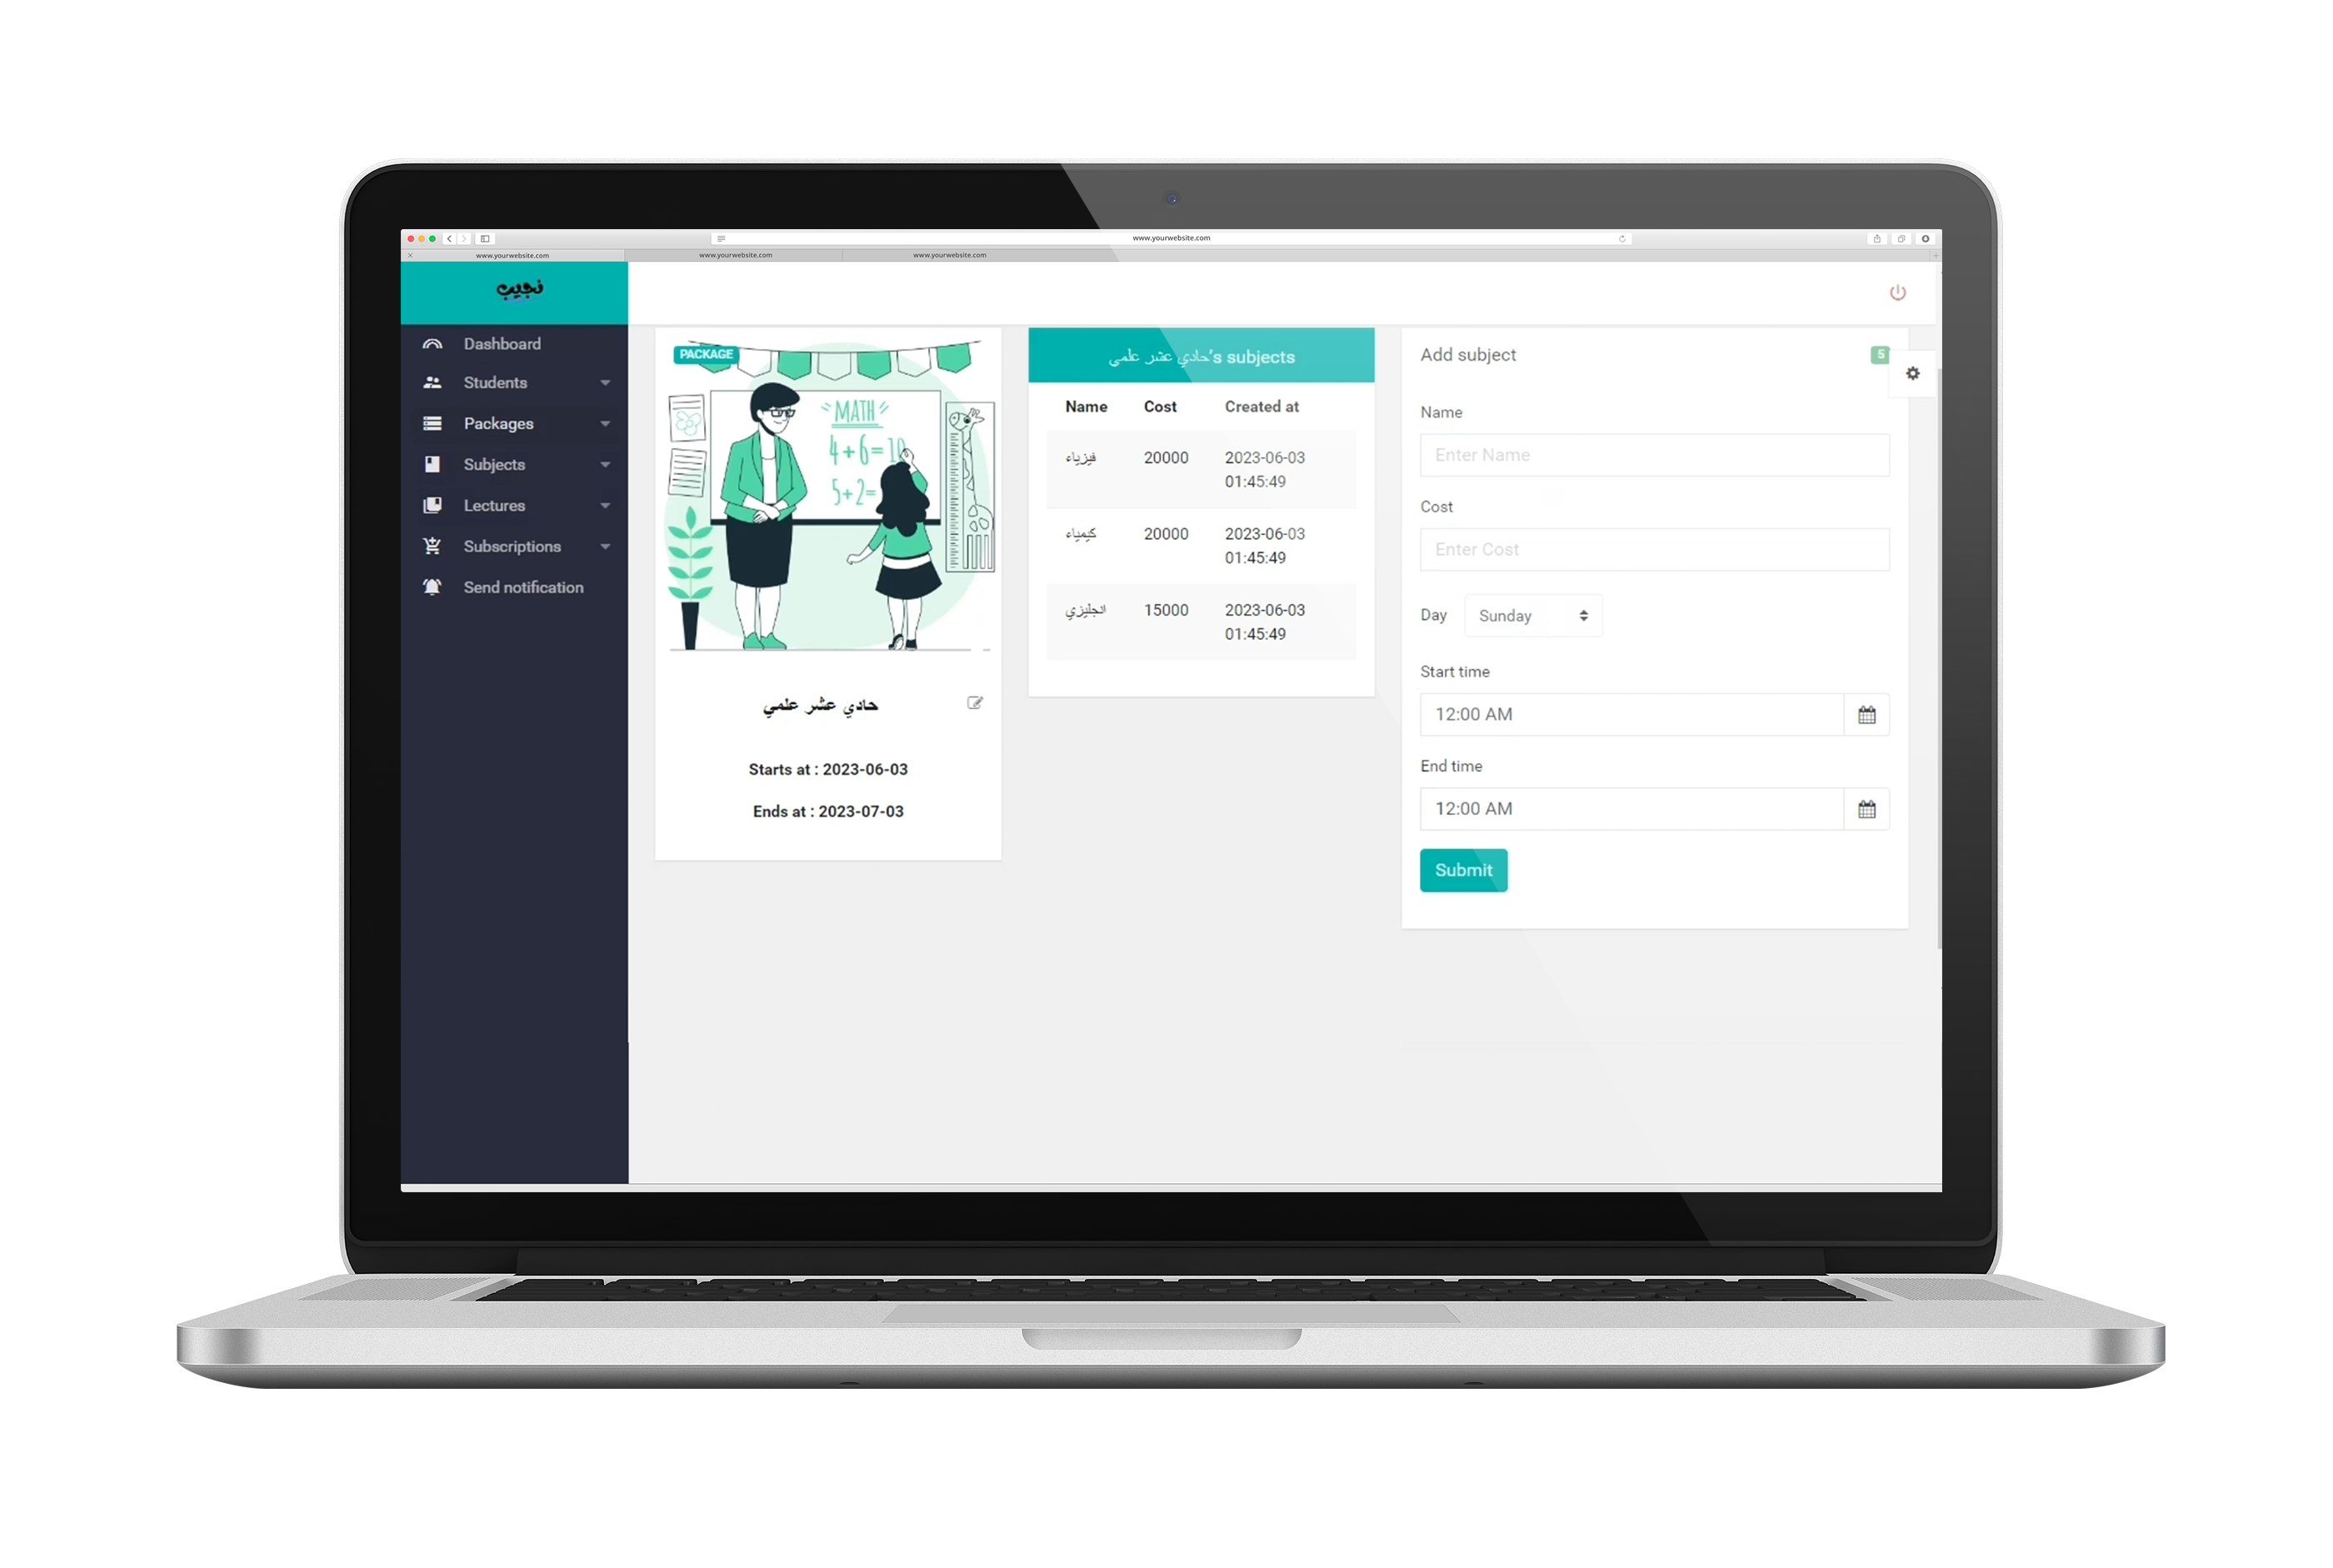 www.yourwebsite.com
www.yourwebsite.com
www.yourwebsite.com
www.yourwebsite.com
نجيب
Dashboard
Students
Packages
Subjects
Lectures
Subscriptions
Send notification
PACKAGE
MATH
4+6=10
5+2=
حادي عشر علمي
Starts at : 2023-06-03
Ends at : 2023-07-03
حادي عشر علمي's subjects
Name Cost Created at
فيزياء 20000 2023-06-03
01:45:49
كيمياء 20000 2023-06-03
01:45:49
انجليزي 15000 2023-06-03
01:45:49
Add subject 5
Name
Enter Name
Cost
Enter Cost
Day Sunday
Start time
12:00 AM
End time
12:00 AM
Submit